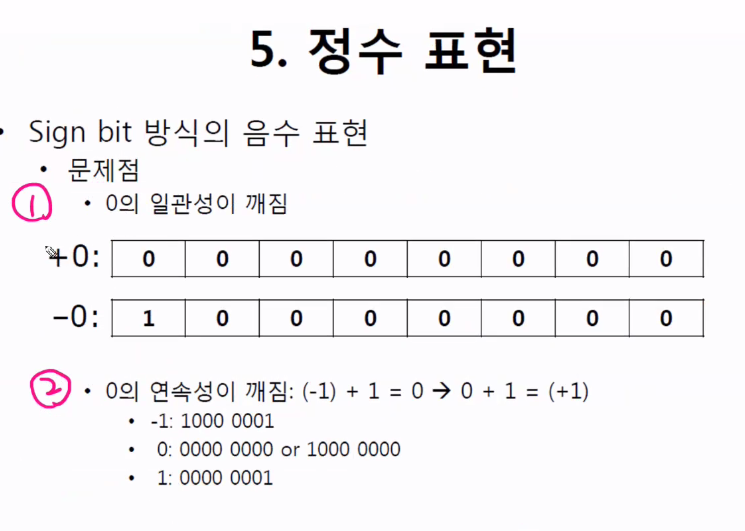 5. 정수 표현
• Sign bit 방식의 음수 표현
• 문제점
① • 0의 일관성이 깨짐
+0: 0 0 0 0 0 0 0 0
-0: 1 0 0 0 0 0 0 0
② • 0의 연속성이 깨짐: (-1) + 1 = 0 → 0 + 1 = (+1)
• -1: 1000 0001
• 0: 0000 0000 or 1000 0000
• 1: 0000 0001